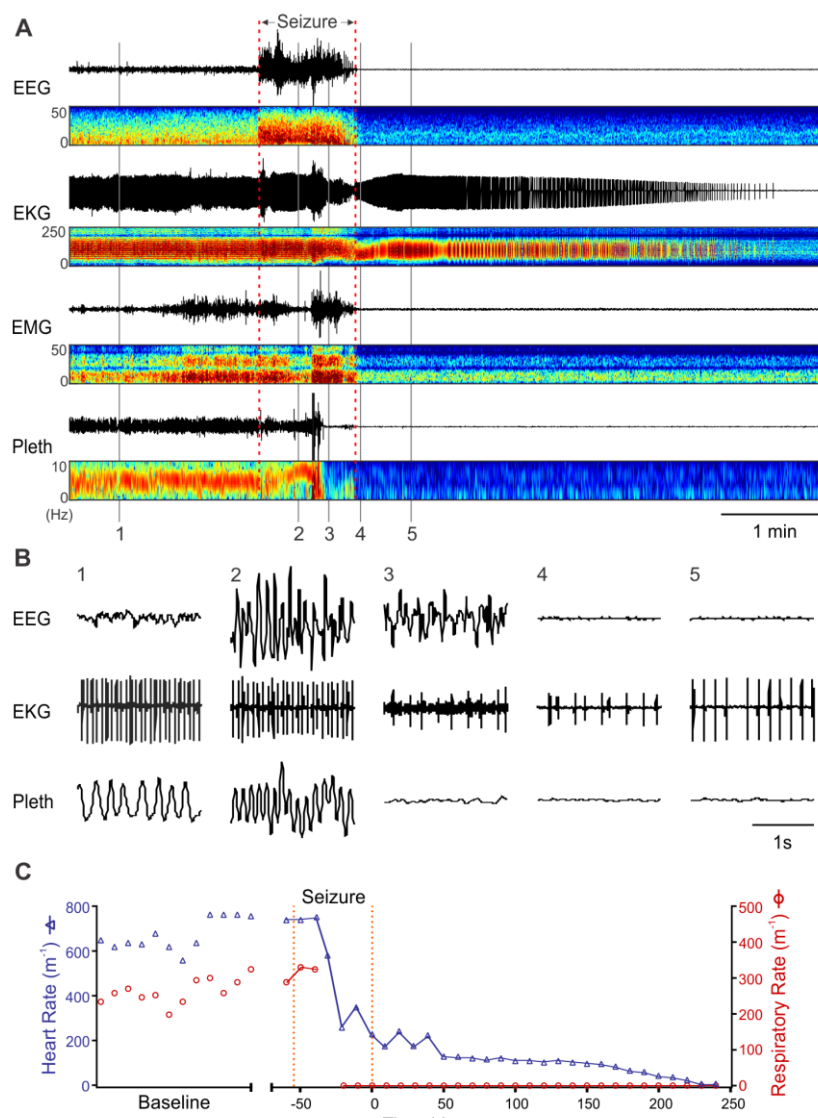 A
Seizure
EEG
50
0
EKG
250
0
EMG
50
0
Pleth
10
0
(Hz)
1 2 3 4 5
1 min
B
1 2 3 4 5
EEG
EKG
Pleth
1s
C
Seizure
Heart Rate (m⁻¹)
800
600
400
200
0
Respiratory Rate (m⁻¹)
500
400
300
200
100
0
Baseline
-50 0 50 100 150 200 250